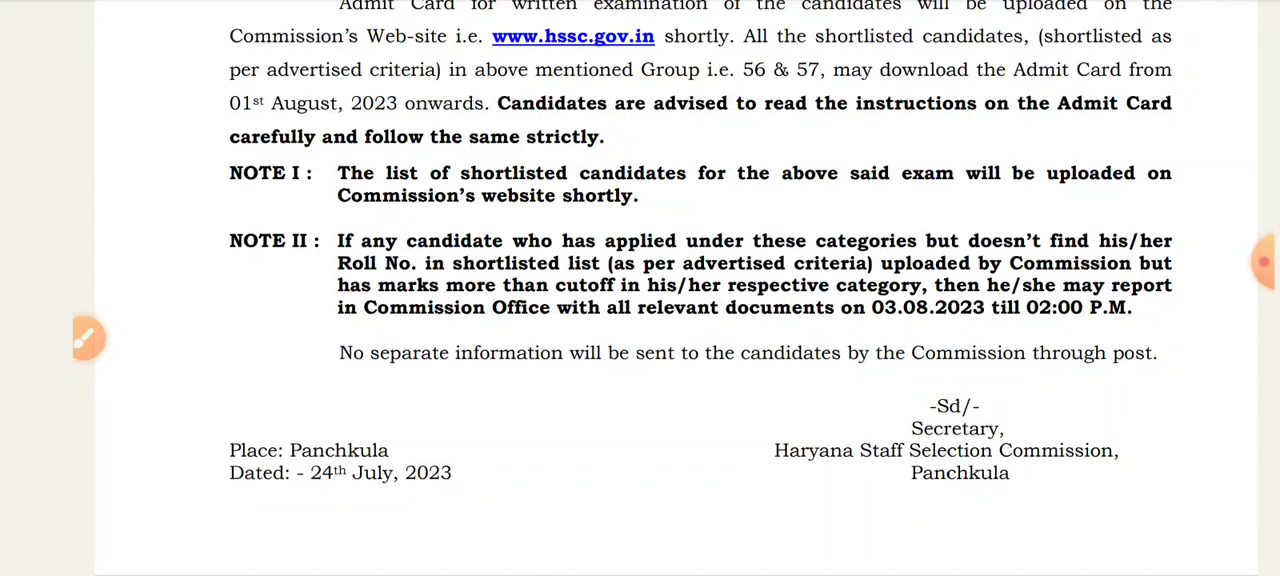 Admit Card for written examination of the candidates will be uploaded on the
Commission's Web-site i.e. www.hssc.gov.in shortly. All the shortlisted candidates, (shortlisted as
per advertised criteria) in above mentioned Group i.e. 56 & 57, may download the Admit Card from
01st August, 2023 onwards. Candidates are advised to read the instructions on the Admit Card
carefully and follow the same strictly.
NOTE I : The list of shortlisted candidates for the above said exam will be uploaded on
Commission's website shortly.
NOTE II : If any candidate who has applied under these categories but doesn't find his/her
Roll No. in shortlisted list (as per advertised criteria) uploaded by Commission but
has marks more than cutoff in his/her respective category, then he/she may report
in Commission Office with all relevant documents on 03.08.2023 till 02:00 P.M.
No separate information will be sent to the candidates by the Commission through post.
-Sd/-
Secretary,
Place: Panchkula Haryana Staff Selection Commission,
Dated: - 24th July, 2023 Panchkula